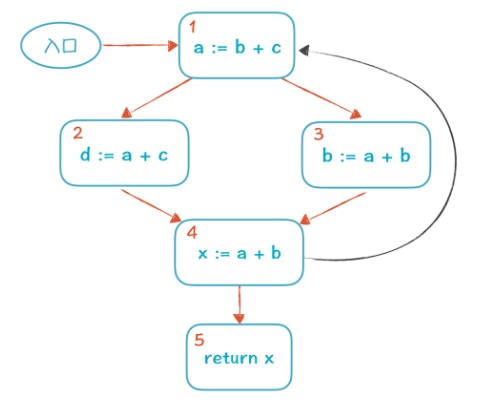 入口
1
a := b + c
2
d := a + c
3
b := a + b
4
x := a + b
5
return x